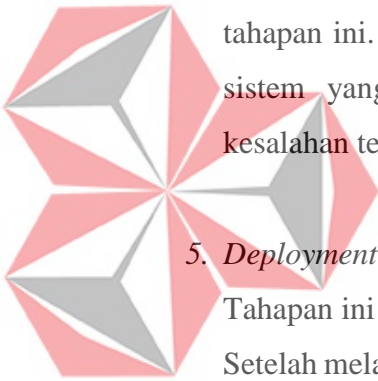 tahapan ini.
sistem yang
kesalahan te
5. Deployment
Tahapan ini
Setelah mela